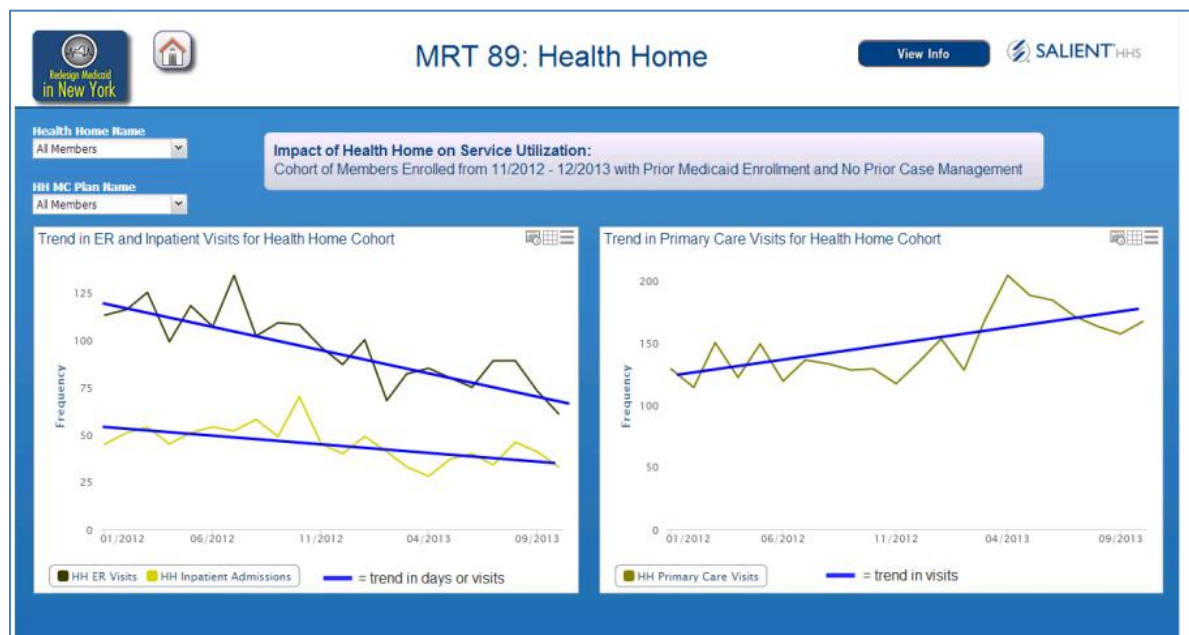 Redesign Medicaid
in New York
MRT 89: Health Home
View Info
SALIENT HHS
Health Home Name
All Members
HH MC Plan Name
All Members
Impact of Health Home on Service Utilization:
Cohort of Members Enrolled from 11/2012 - 12/2013 with Prior Medicaid Enrollment and No Prior Case Management
Trend in ER and Inpatient Visits for Health Home Cohort
Frequency
125
100
75
50
25
0
01/2012 06/2012 11/2012 04/2013 09/2013
HH ER Visits HH Inpatient Admissions = trend in days or visits
Trend in Primary Care Visits for Health Home Cohort
Frequency
200
150
100
50
0
01/2012 06/2012 11/2012 04/2013 09/2013
HH Primary Care Visits = trend in visits